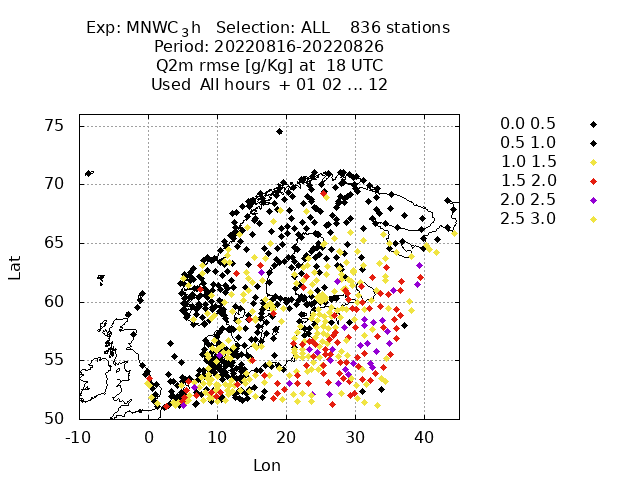 Exp: MNWC_3h   Selection: ALL    836 stations
Period: 20220816-20220826
Q2m rmse [g/Kg] at  18 UTC
Used  All hours  + 01 02 ... 12
0.0 0.5
0.5 1.0
1.0 1.5
1.5 2.0
2.0 2.5
2.5 3.0
75
70
65
60
55
50
Lat
-10 0 10 20 30 40
Lon